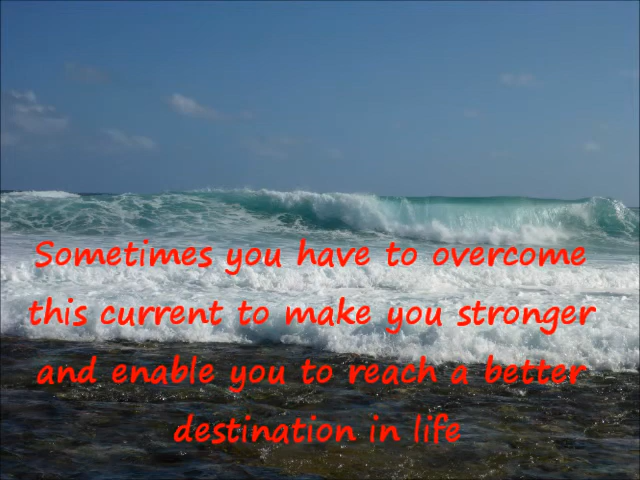 Sometimes you have to overcome
this current to make you stronger
and enable you to reach a better
destination in life